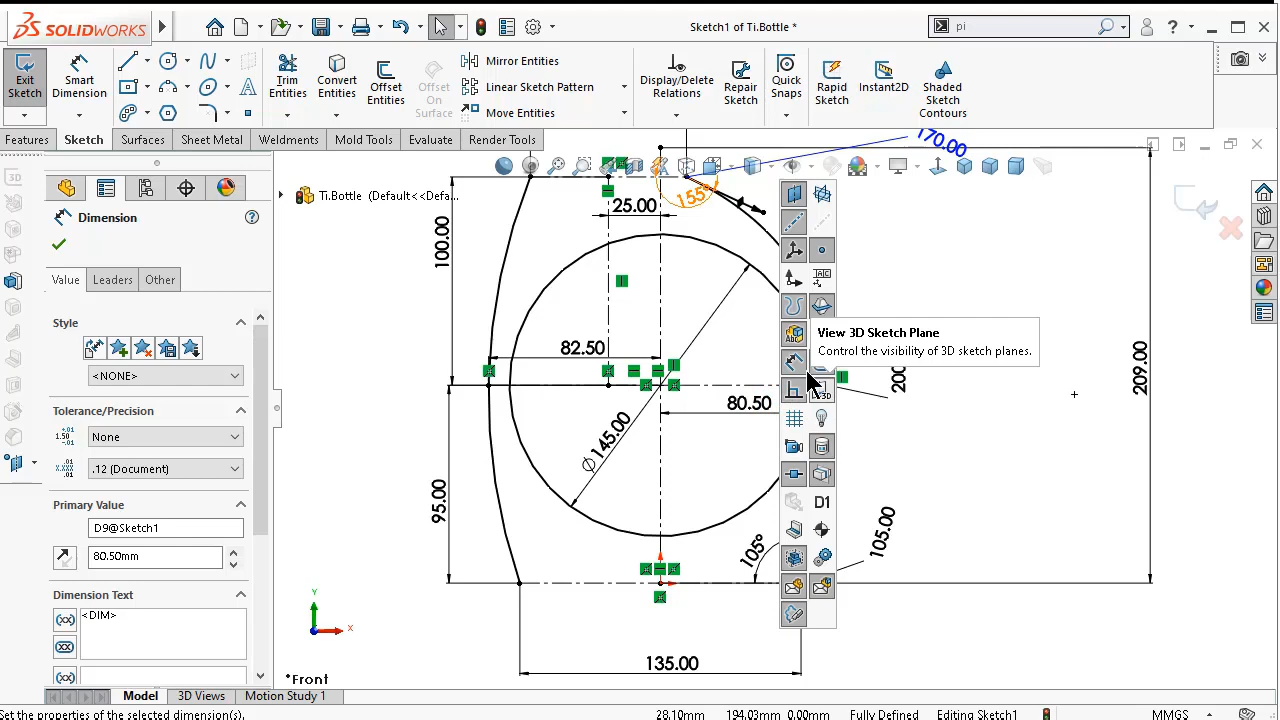 SOLIDWORKS
Sketch1 of Ti.Bottle *
pi
Exit Sketch
Smart Dimension
Trim Entities
Convert Entities
Offset Entities
Offset On Surface
Mirror Entities
Linear Sketch Pattern
Move Entities
Display/Delete Relations
Repair Sketch
Quick Snaps
Rapid Sketch
Instant2D
Shaded Sketch Contours
Features
Sketch
Surfaces
Sheet Metal
Weldments
Mold Tools
Evaluate
Render Tools
Ti.Bottle (Default<<Defa...
Dimension
Value
Leaders
Other
Style
<NONE>
Tolerance/Precision
None
.12 (Document)
Primary Value
D9@Sketch1
80.50mm
Dimension Text
<DIM>
170.00
155°
25.00
100.00
82.50
80.50
Ø145.00
95.00
105°
105.00
209.00
135.00
View 3D Sketch Plane
Control the visibility of 3D sketch planes.
D1
Y
X
*Front
Model
3D Views
Motion Study 1
Set the properties of the selected dimension(s).
28.10mm
194.03mm 0.00mm
Fully Defined
Editing Sketch1
MMGS